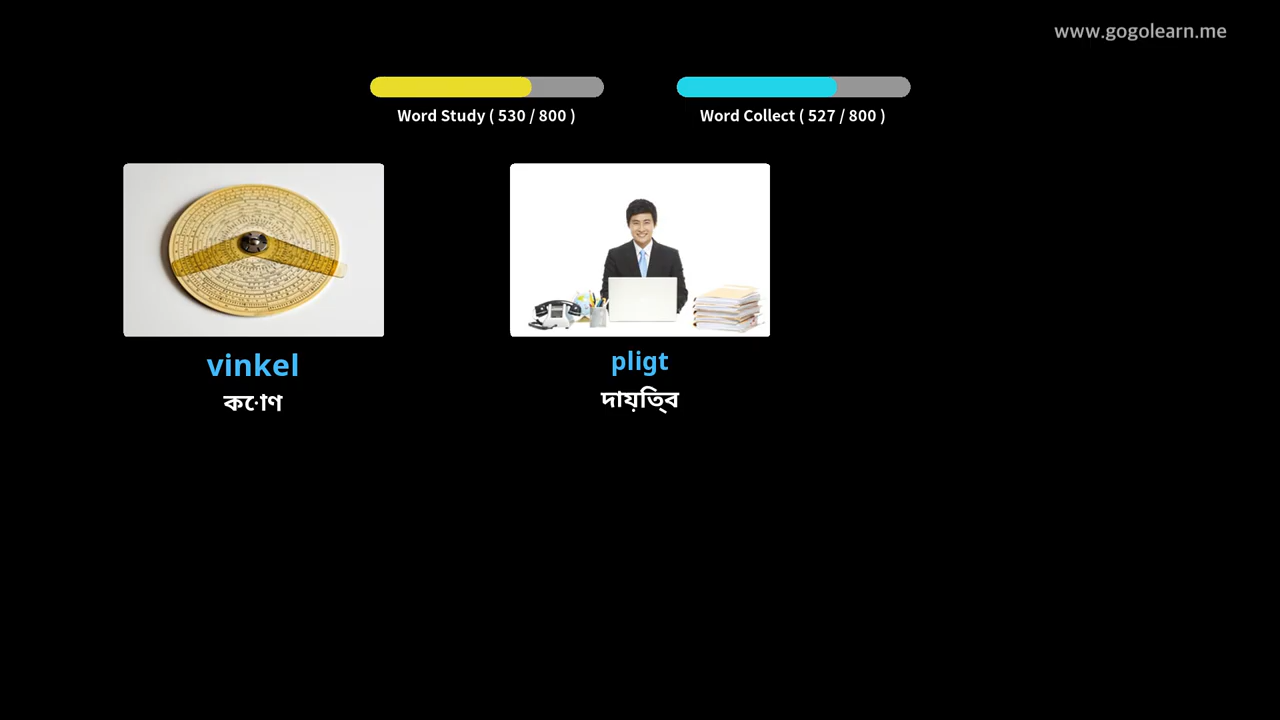 www.gogolearn.me
Word Study ( 530 / 800 )
Word Collect ( 527 / 800 )
vinkel
কোণ
pligt
দায়িত্ব